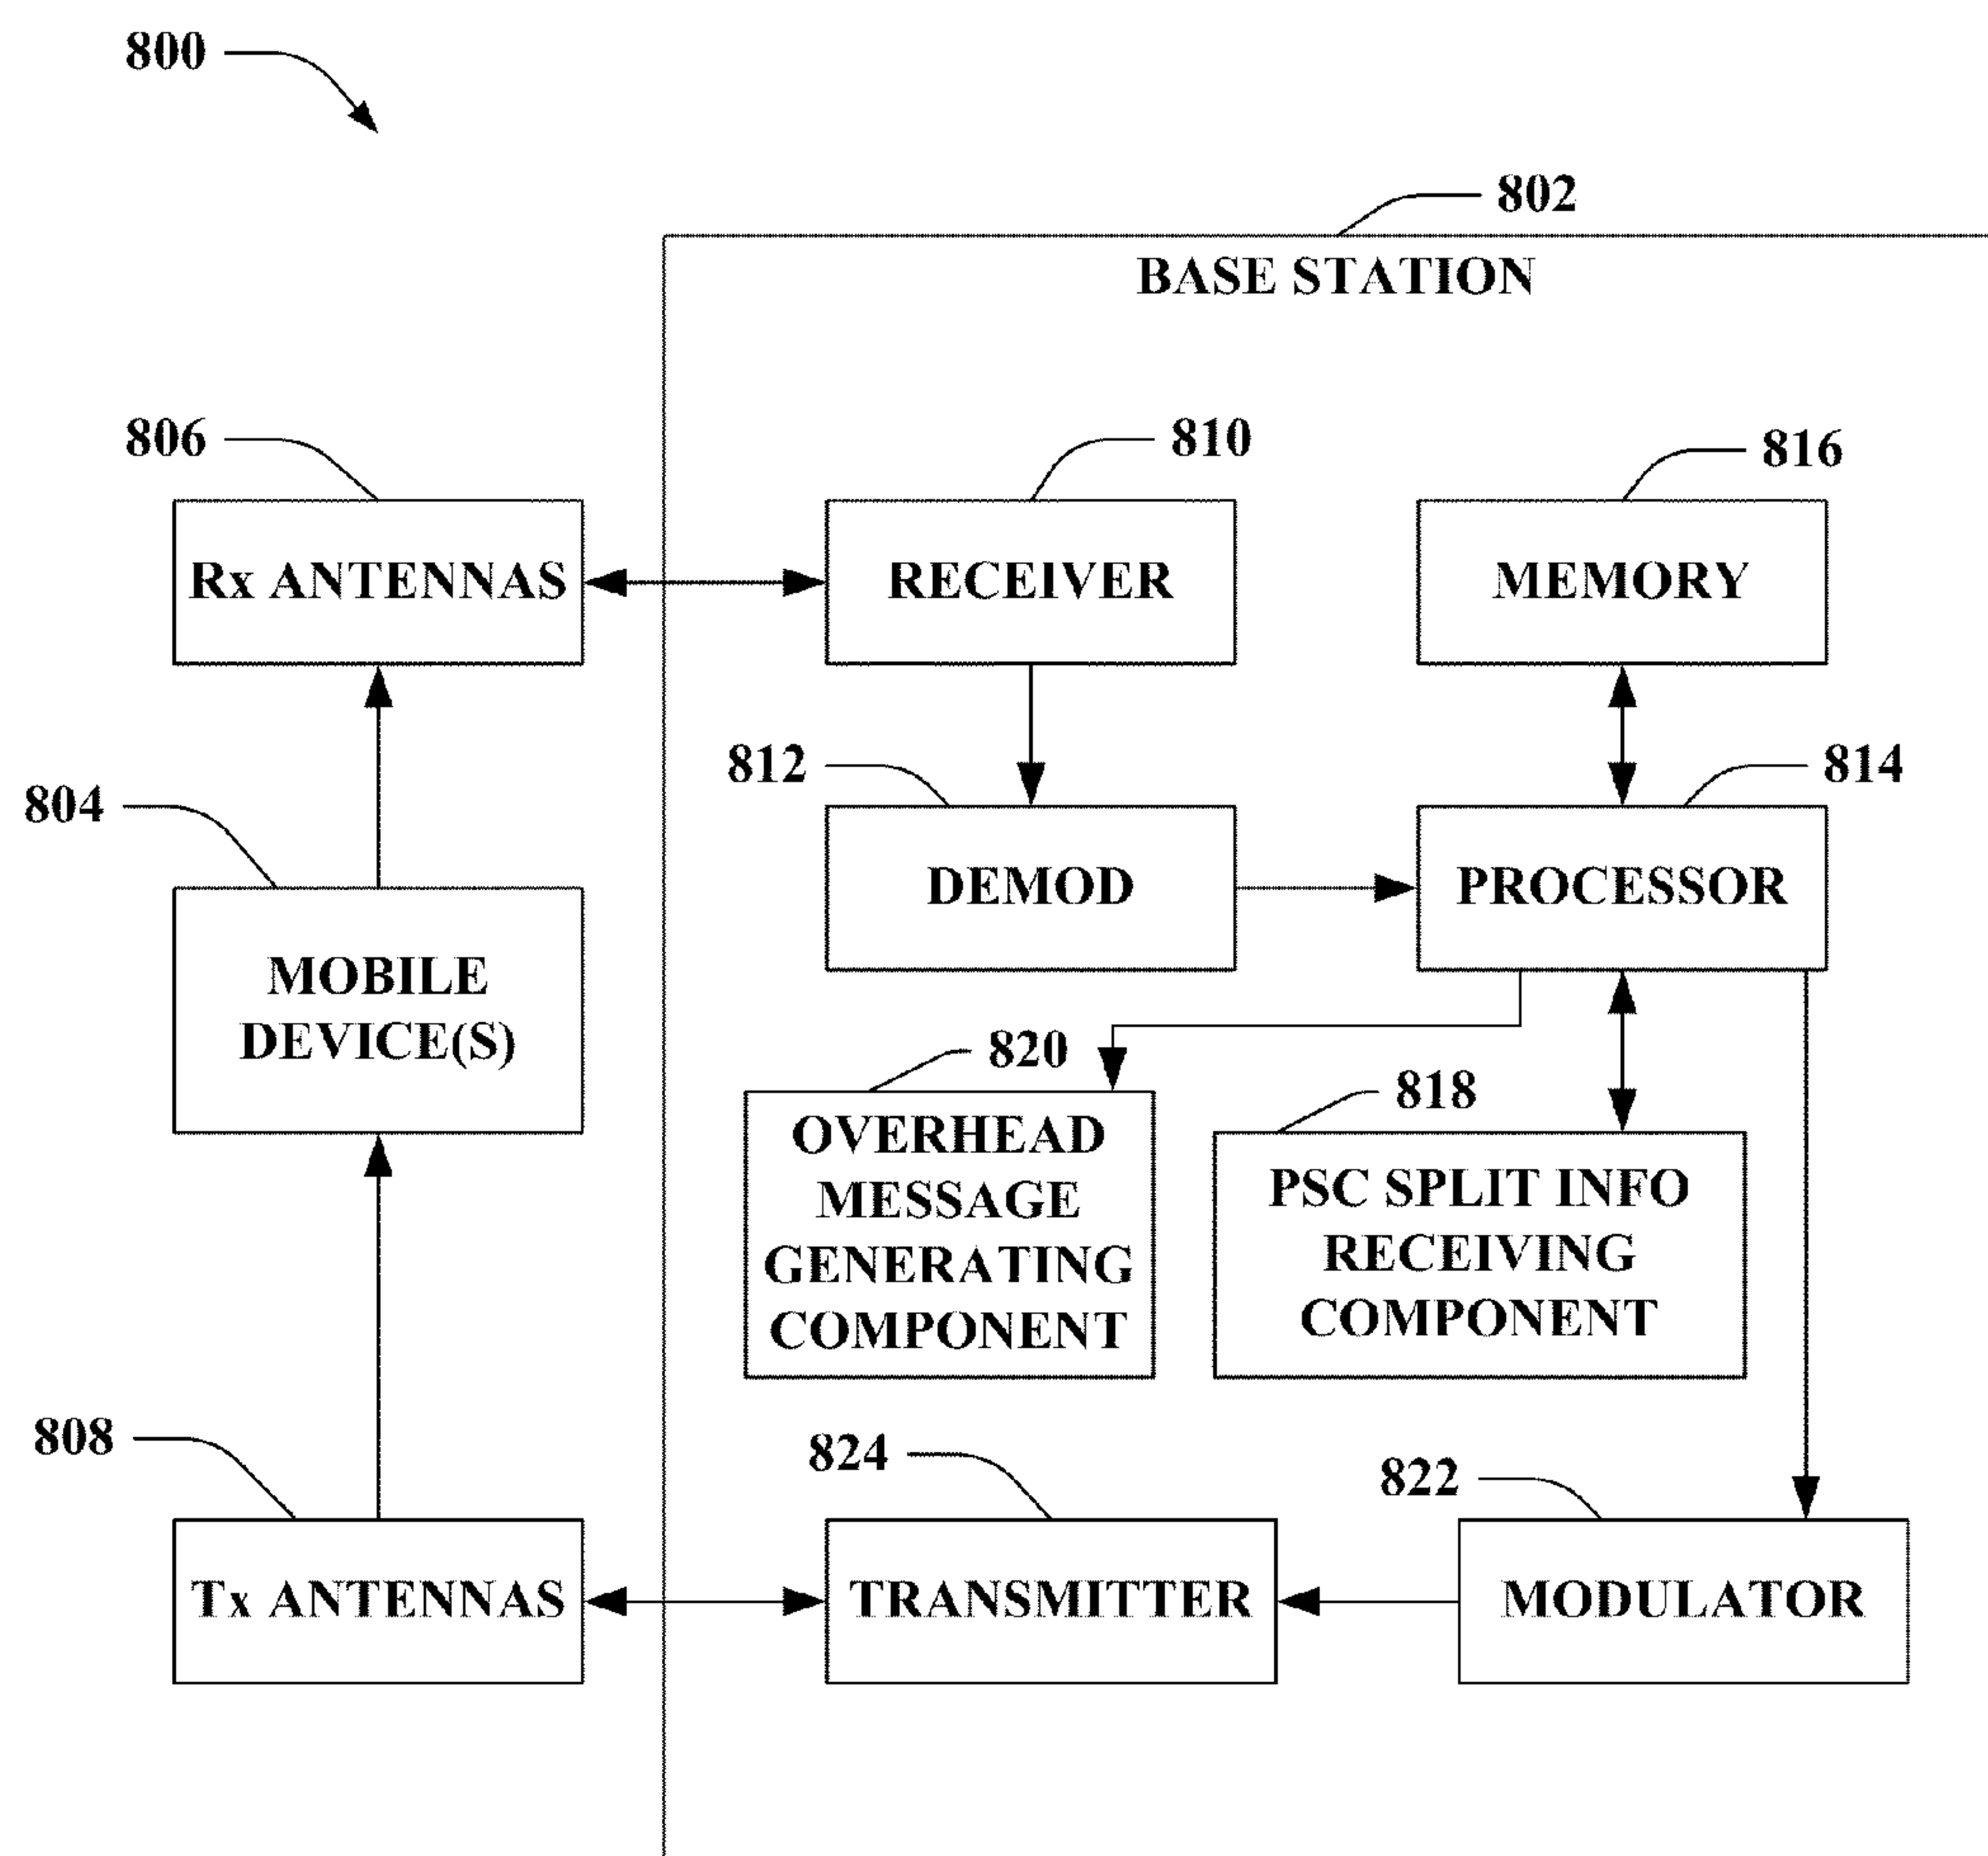 800
802
BASE STATION
806
810
816
Rx ANTENNAS
RECEIVER
MEMORY
812
814
804
DEMOD
PROCESSOR
MOBILE
DEVICE(S)
820
818
OVERHEAD
MESSAGE
GENERATING
COMPONENT
PSC SPLIT INFO
RECEIVING
COMPONENT
808
824
822
Tx ANTENNAS
TRANSMITTER
MODULATOR